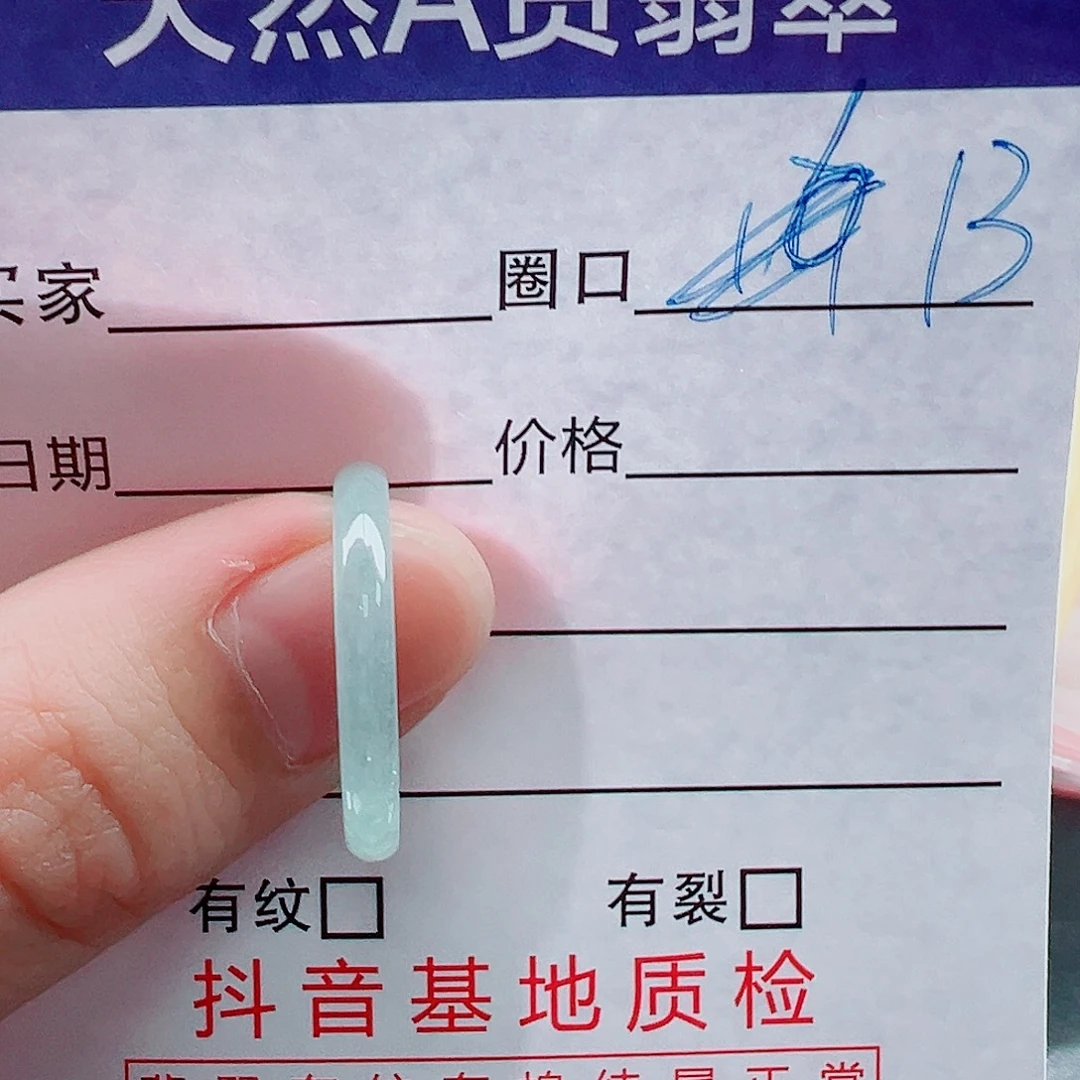 天然A货翡翠
买家 圈口 13
日期 价格
有纹 有裂
抖音基地质检